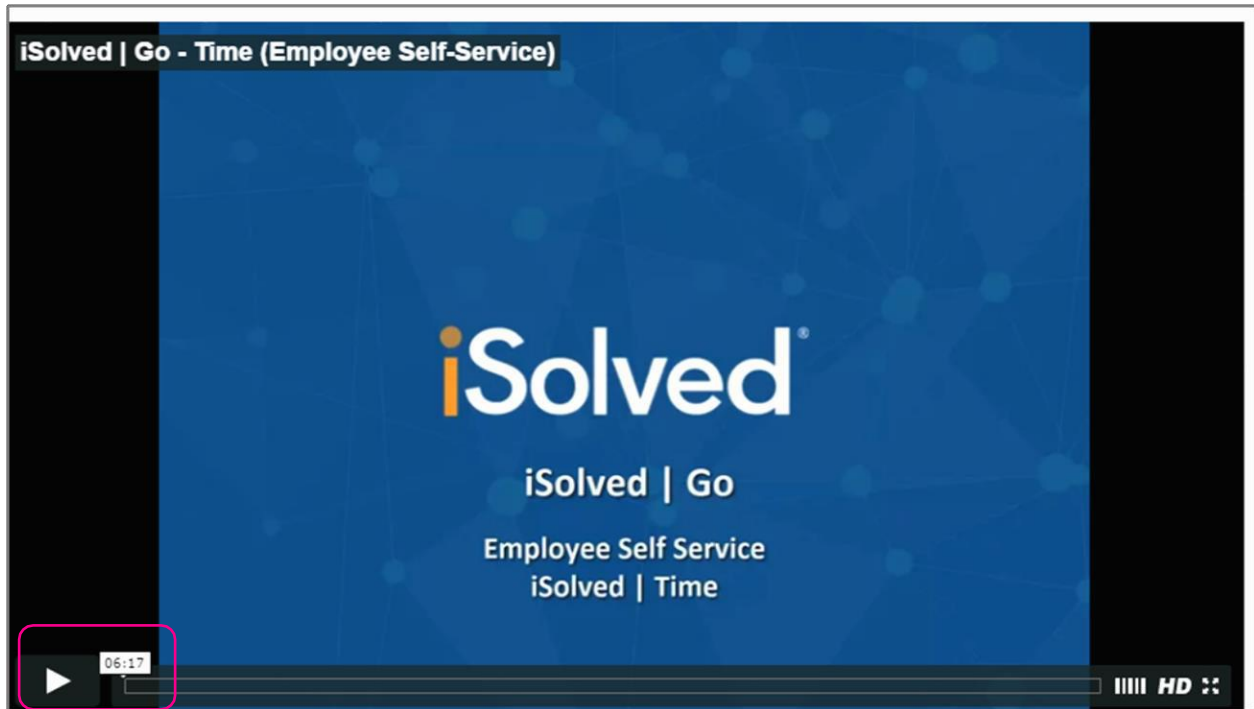 iSolved | Go - Time (Employee Self-Service)
iSolved®
iSolved | Go
Employee Self Service
iSolved | Time
06:17
HD